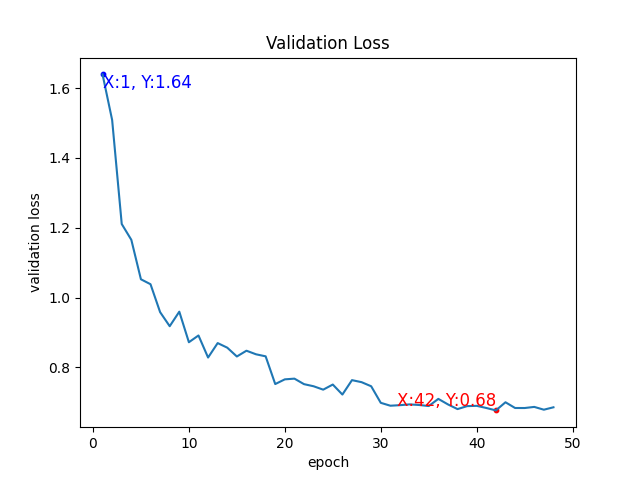 Validation Loss
X:1, Y:1.64
1.6
1.4
1.2
1.0
0.8
validation loss
X:42, Y:0.68
0
10
20
30
40
50
epoch